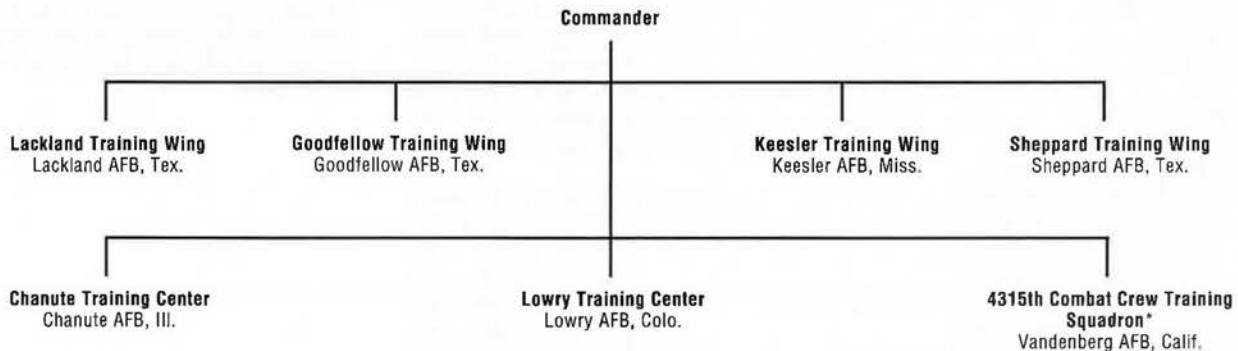 Commander
Lackland Training Wing
Lackland AFB, Tex.
Goodfellow Training Wing
Goodfellow AFB, Tex.
Keesler Training Wing
Keesler AFB, Miss.
Sheppard Training Wing
Sheppard AFB, Tex.
Chanute Training Center
Chanute AFB, Ill.
Lowry Training Center
Lowry AFB, Colo.
4315th Combat Crew Training
Squadron*
Vandenberg AFB, Calif.